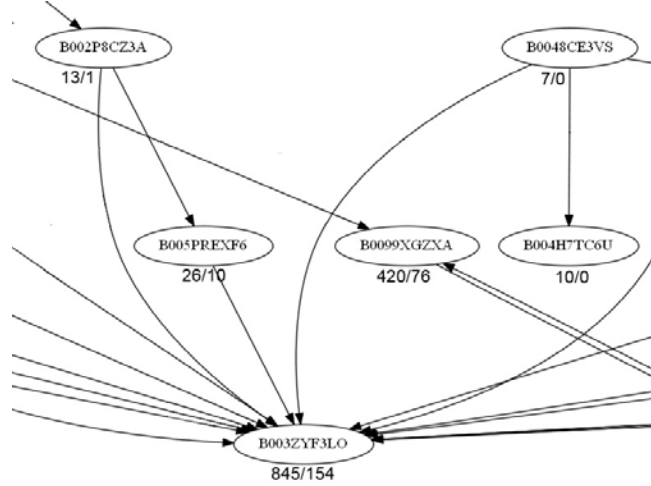 B002P8CZ3A
B0048CE3VS
13/1
7/0
B005PREXF6
B0099XGZXA
B004H7TC6U
26/10
420/76
10/0
B003ZYF3LO
845/154